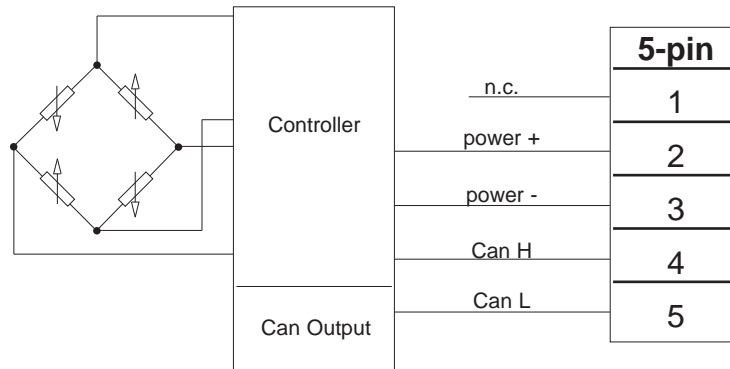 5-pin
n.c.
1
Controller
power +
2
power -
3
Can H
4
Can L
5
Can Output